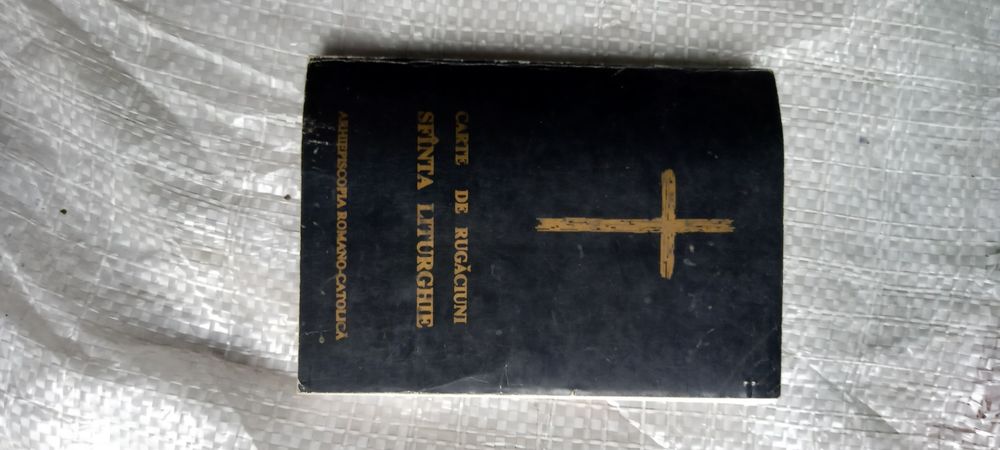 CARTE DE RUGĂCIUNI
SFÎNTA LITURGHIE
ARHIEPISCOPIA ROMANO-CATOLICĂ